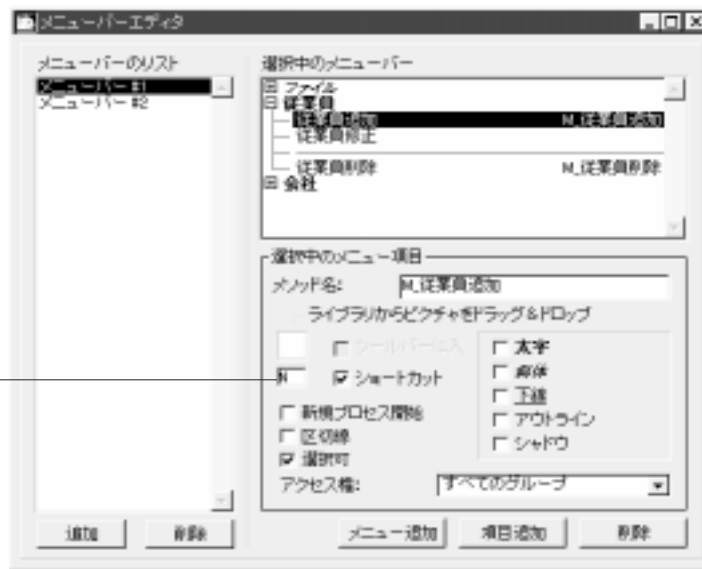 メニューバーエディタ
メニューバーのリスト
メニューバー #1
メニューバー #2
追加
削除
選択中のメニューバー
ファイル
従業員
従業員追加 M_従業員追加
従業員修正
従業員削除 M_従業員削除
会社
選択中のメニュー項目
メソッド名: M_従業員追加
ライブラリからピクチャをドラッグ＆ドロップ
ツールバーに入
ショートカット
新規プロセス開始
区切線
選択可
太字
斜体
下線
アウトライン
シャドウ
アクセス権: すべてのグループ
メニュー追加
項目追加
削除